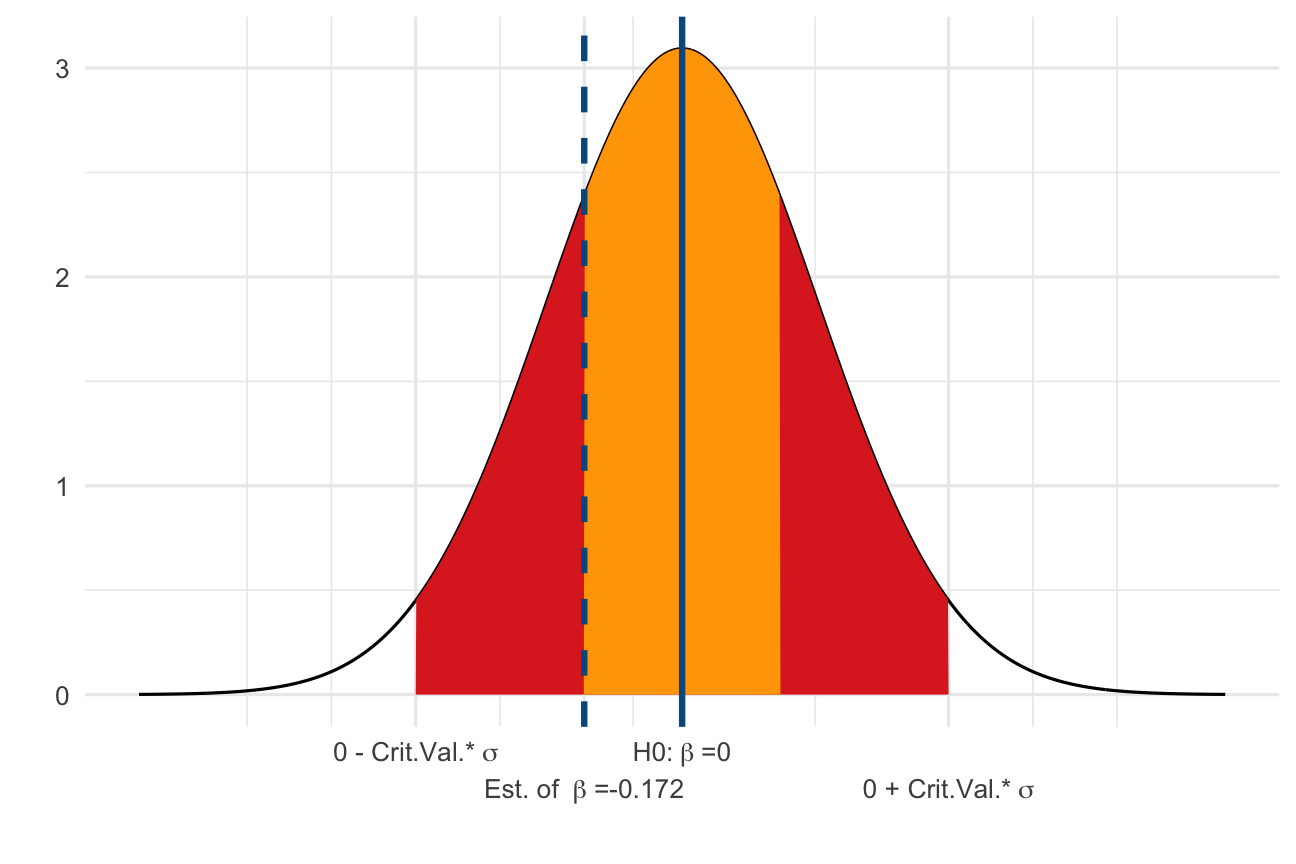 3
2
1
0
0 - Crit.Val.* σ
H0: β =0
Est. of β =-0.172
0 + Crit.Val.* σ